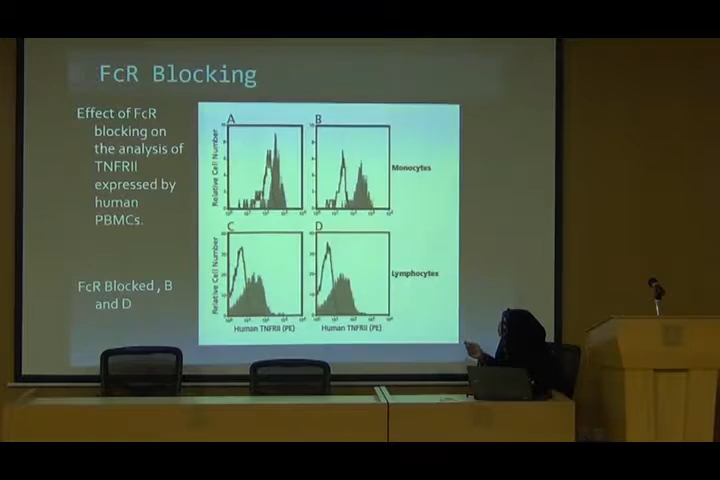 FcR Blocking
Effect of FcR
blocking on
the analysis of
TNFRII
expressed by
human
PBMCs.
FcR Blocked , B
and D
A
B
Relative Cell Number
Monocytes
C
D
Relative Cell Number
Lymphocytes
Human TNFRII (PE)
Human TNFRII (PE)